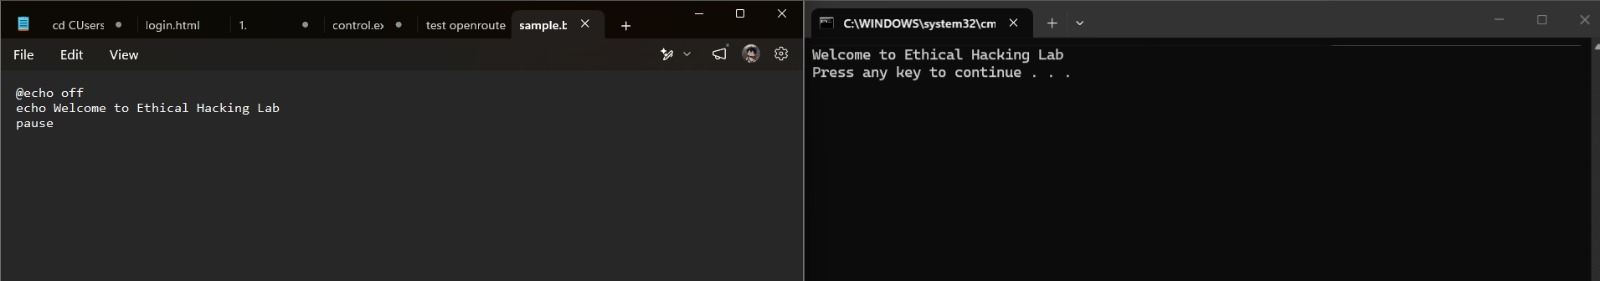 cd CUsers
login.html
1.
control.ex
test openroute
sample.b
File
Edit
View
@echo off
echo Welcome to Ethical Hacking Lab
pause
C:\WINDOWS\system32\cm
Welcome to Ethical Hacking Lab
Press any key to continue . . .